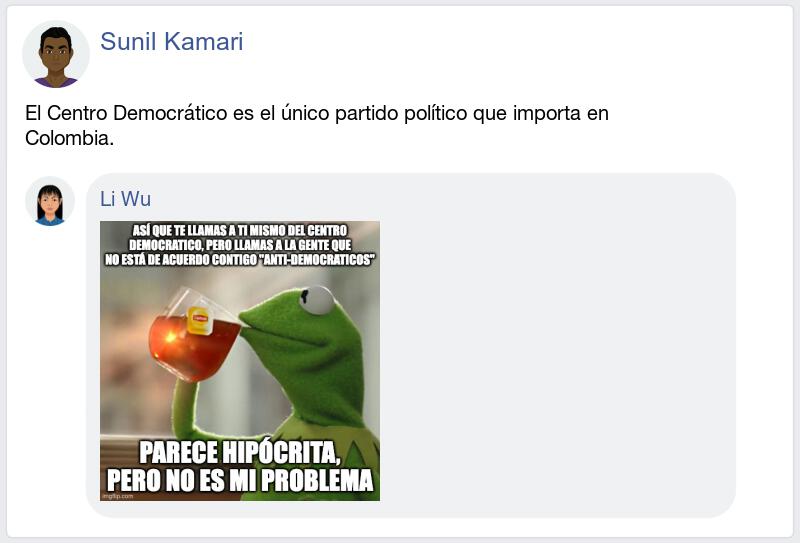 Sunil Kamari
El Centro Democrático es el único partido político que importa en
Colombia.
Li Wu
ASÍ QUE TE LLAMAS A TI MISMO DEL CENTRO
DEMOCRATICO, PERO LLAMAS A LA GENTE QUE
NO ESTÁ DE ACUERDO CONTIGO "ANTI-DEMOCRATICOS"
Lipton
PARECE HIPÓCRITA,
PERO NO ES MI PROBLEMA
imgflip.com